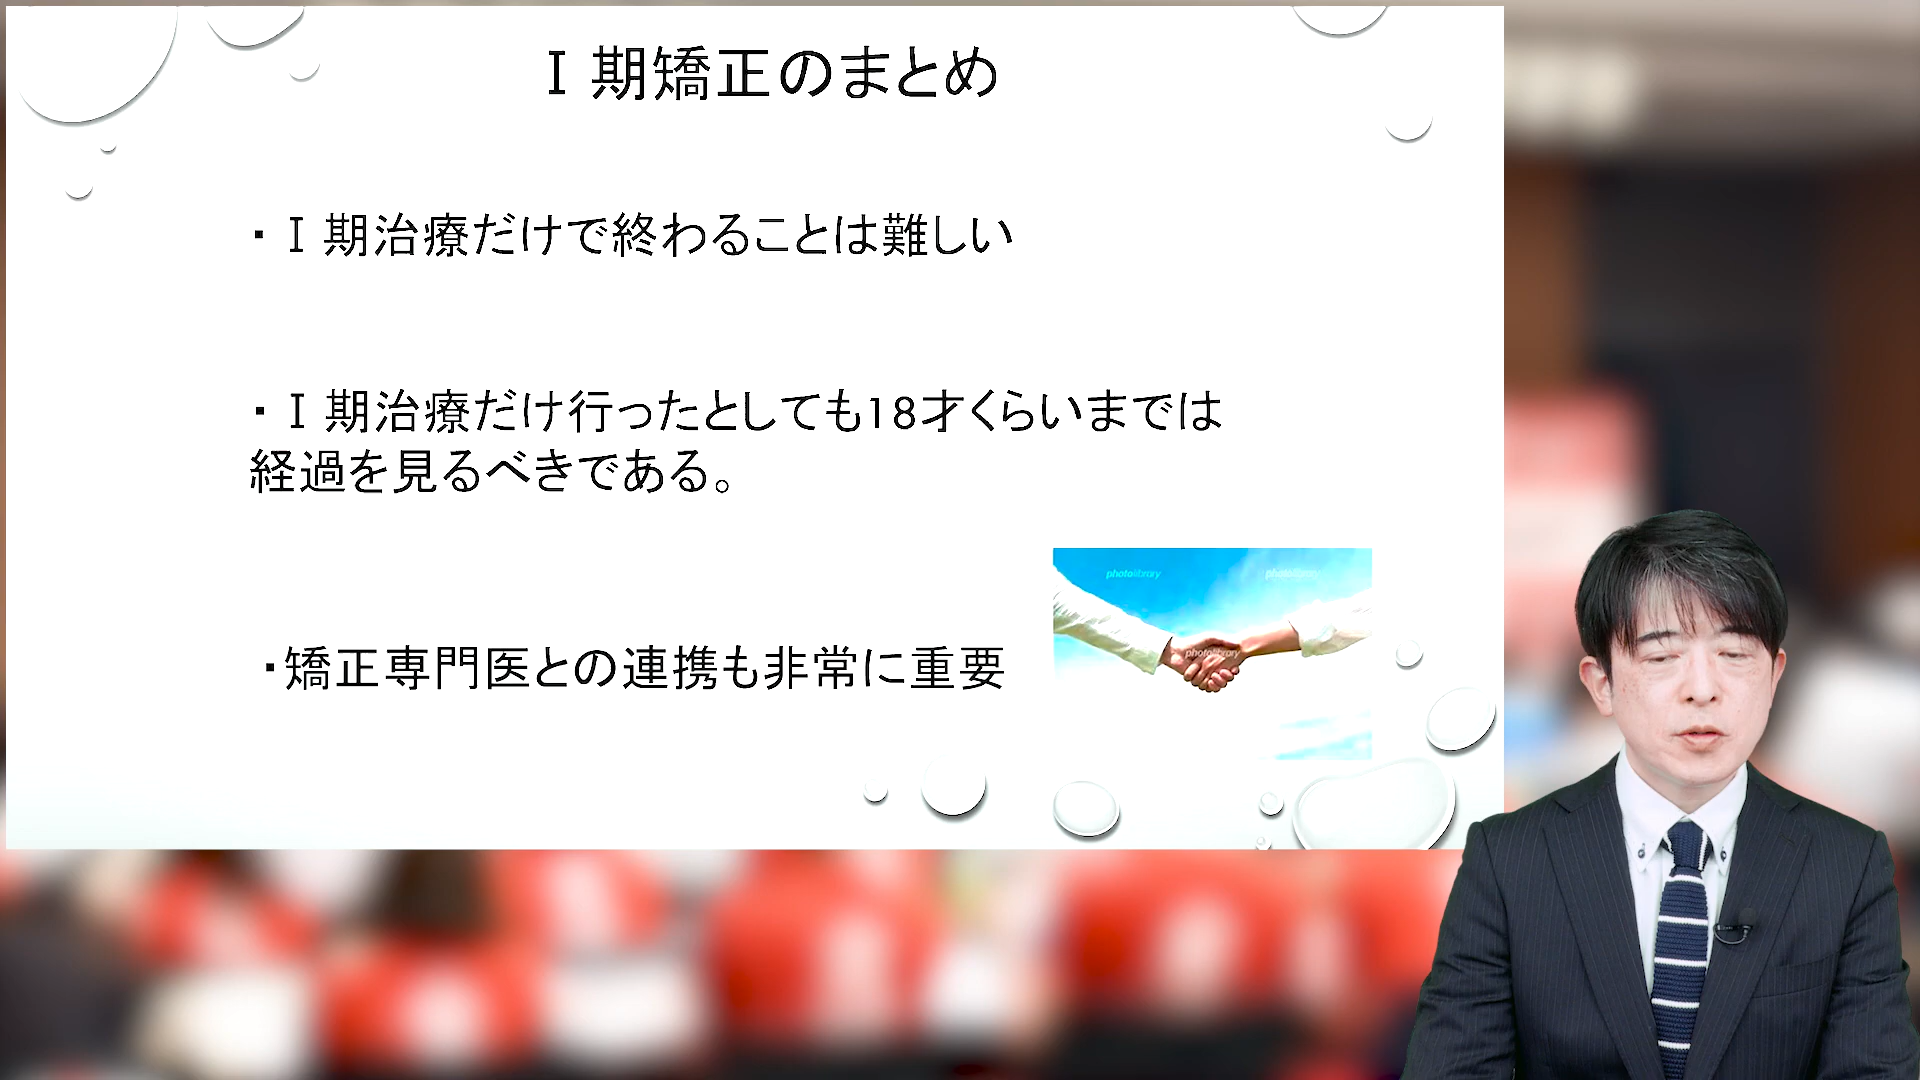 Ⅰ期矯正のまとめ
・Ⅰ期治療だけで終わることは難しい
・Ⅰ期治療だけ行ったとしても18才くらいまでは
経過を見るべきである。
・矯正専門医との連携も非常に重要
photolibrary
photolibrary
photolibrary